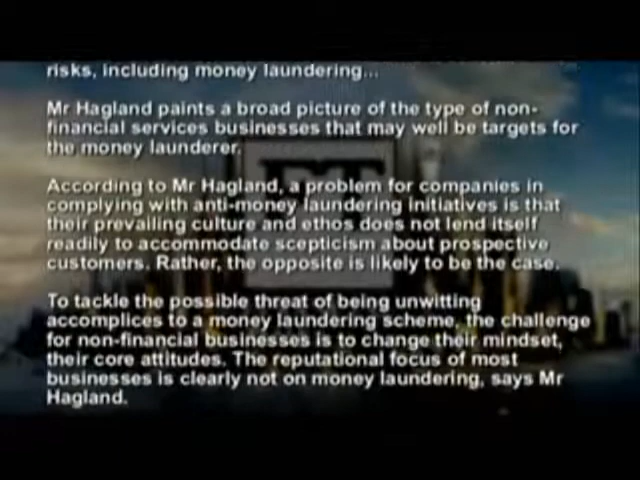 risks, including money laundering...
Mr Hagland paints a broad picture of the type of non-
financial services businesses that may well be targets for
the money launderer.
According to Mr Hagland, a problem for companies in
complying with anti-money laundering initiatives is that
their prevailing culture and ethos does not lend itself
readily to accommodate scepticism about prospective
customers. Rather, the opposite is likely to be the case.
To tackle the possible threat of being unwitting
accomplices to a money laundering scheme, the challenge
for non-financial businesses is to change their mindset,
their core attitudes. The reputational focus of most
businesses is clearly not on money laundering, says Mr
Hagland.
FT